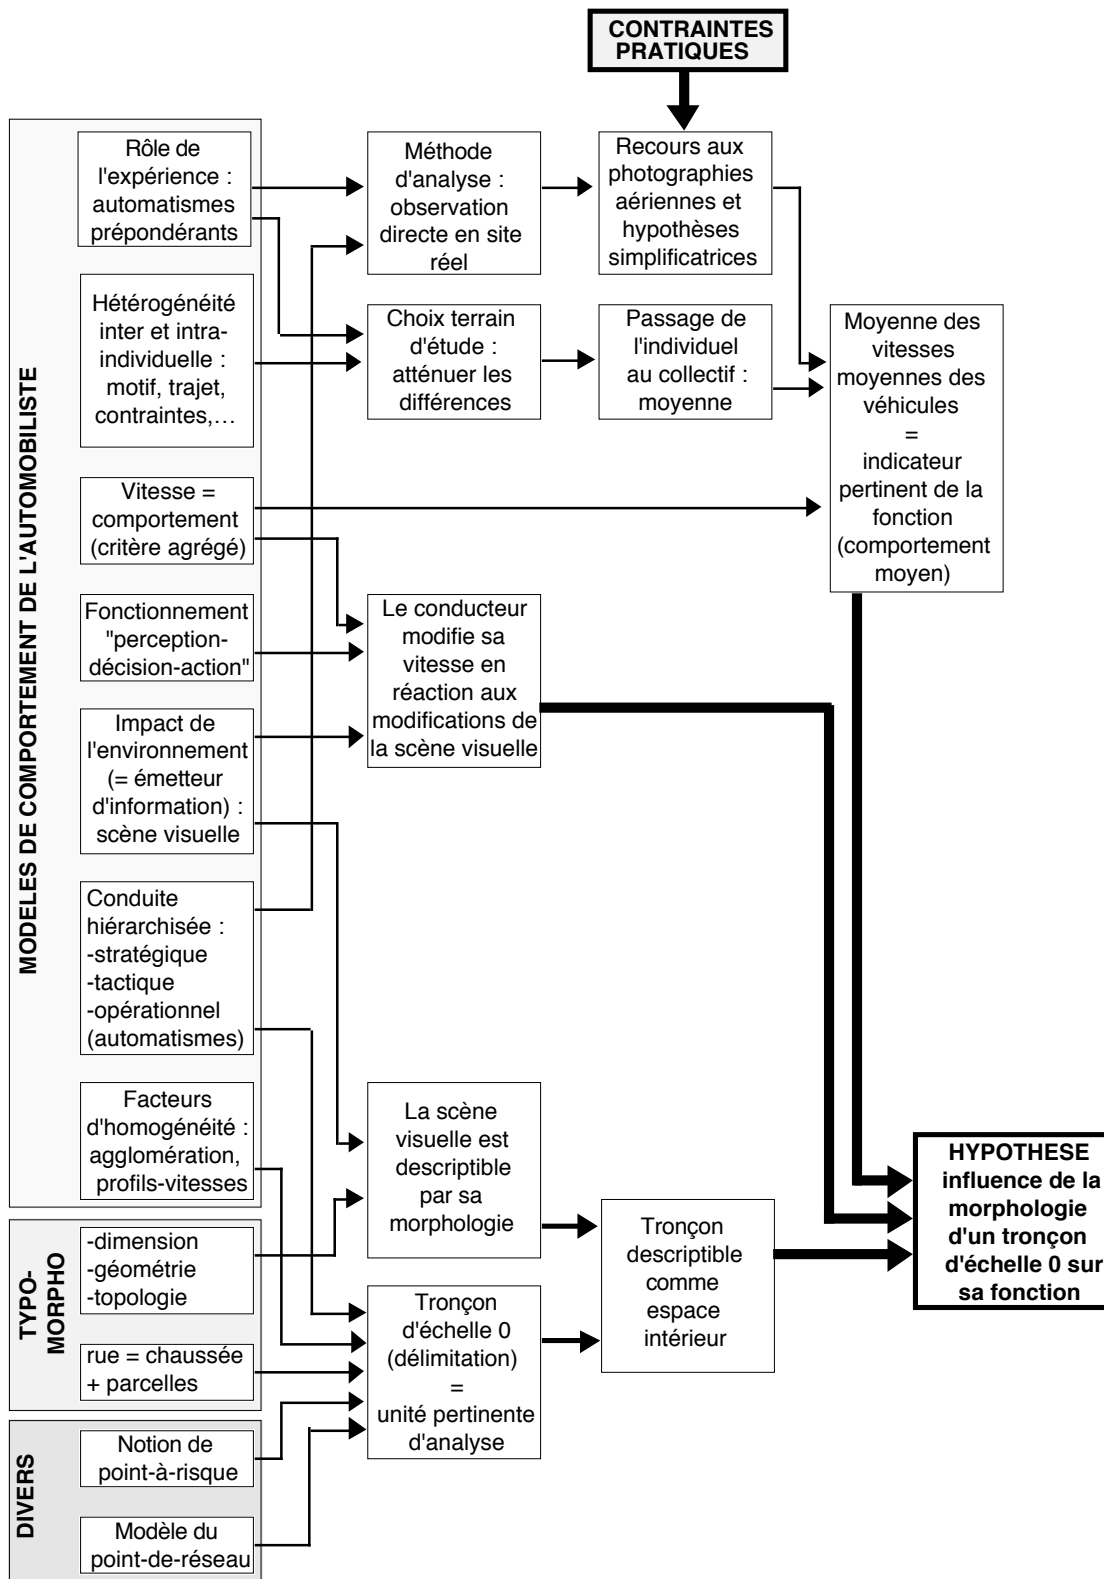 CONTRAINTES
PRATIQUES
MODELES DE COMPORTEMENT DE L'AUTOMOBILISTE
Rôle de
l'expérience :
automatismes
prépondérants
Hétérogénéité
inter et intra-
individuelle :
motif, trajet,
contraintes,...
Vitesse =
comportement
(critère agrégé)
Fonctionnement
"perception-
décision-action"
Impact de
l'environnement
(= émetteur
d'information) :
scène visuelle
Conduite
hiérarchisée :
-stratégique
-tactique
-opérationnel
(automatismes)
Facteurs
d'homogénéité :
agglomération,
profils-vitesses
TYPO-
MORPHO
-dimension
-géométrie
-topologie
rue = chaussée
+ parcelles
DIVERS
Notion de
point-à-risque
Modèle du
point-de-réseau
Méthode
d'analyse :
observation
directe en site
réel
Choix terrain
d'étude :
atténuer les
différences
Le conducteur
modifie sa
vitesse en
réaction aux
modifications de
la scène visuelle
La scène
visuelle est
descriptible
par sa
morphologie
Tronçon
d'échelle 0
(délimitation)
=
unité pertinente
d'analyse
Recours aux
photographies
aériennes et
hypothèses
simplificatrices
Passage de
l'individuel
au collectif :
moyenne
Tronçon
descriptible
comme
espace
intérieur
Moyenne des
vitesses
moyennes des
véhicules
=
indicateur
pertinent de la
fonction
(comportement
moyen)
HYPOTHESE
influence de la
morphologie
d'un tronçon
d'échelle 0 sur
sa fonction